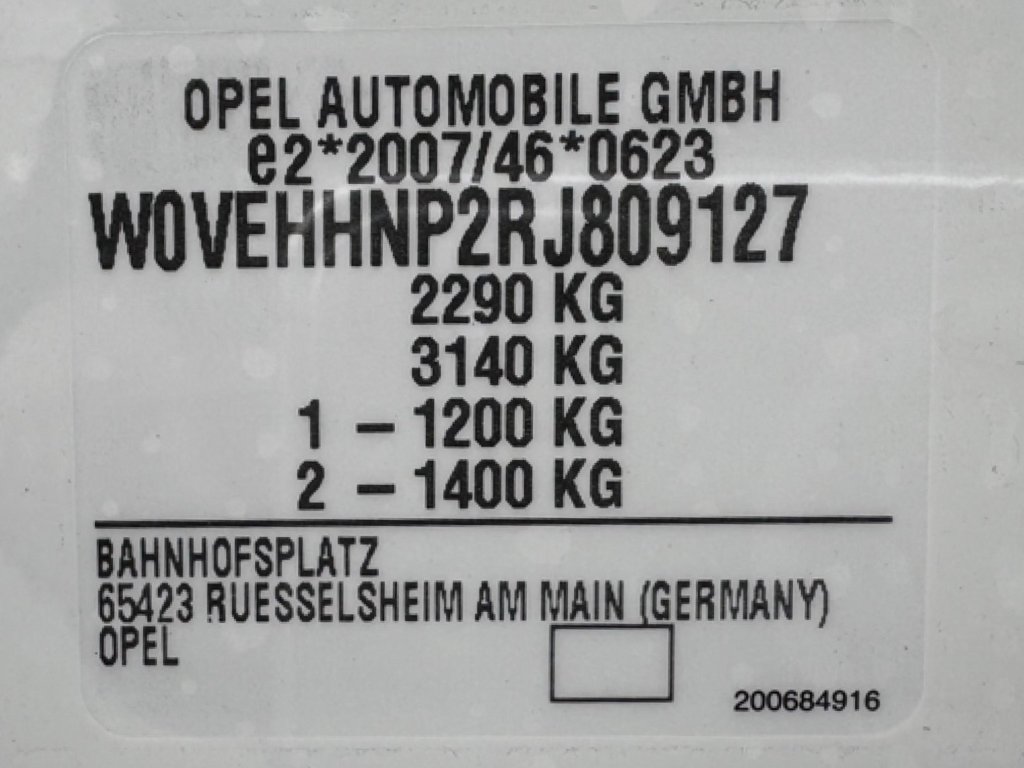 OPEL AUTOMOBILE GMBH
e2*2007/46*0623
W0VEHHNP2RJ809127
2290 KG
3140 KG
1 – 1200 KG
2 – 1400 KG
BAHNHOFSPLATZ
65423 RUESSELSHEIM AM MAIN (GERMANY)
OPEL
200684916